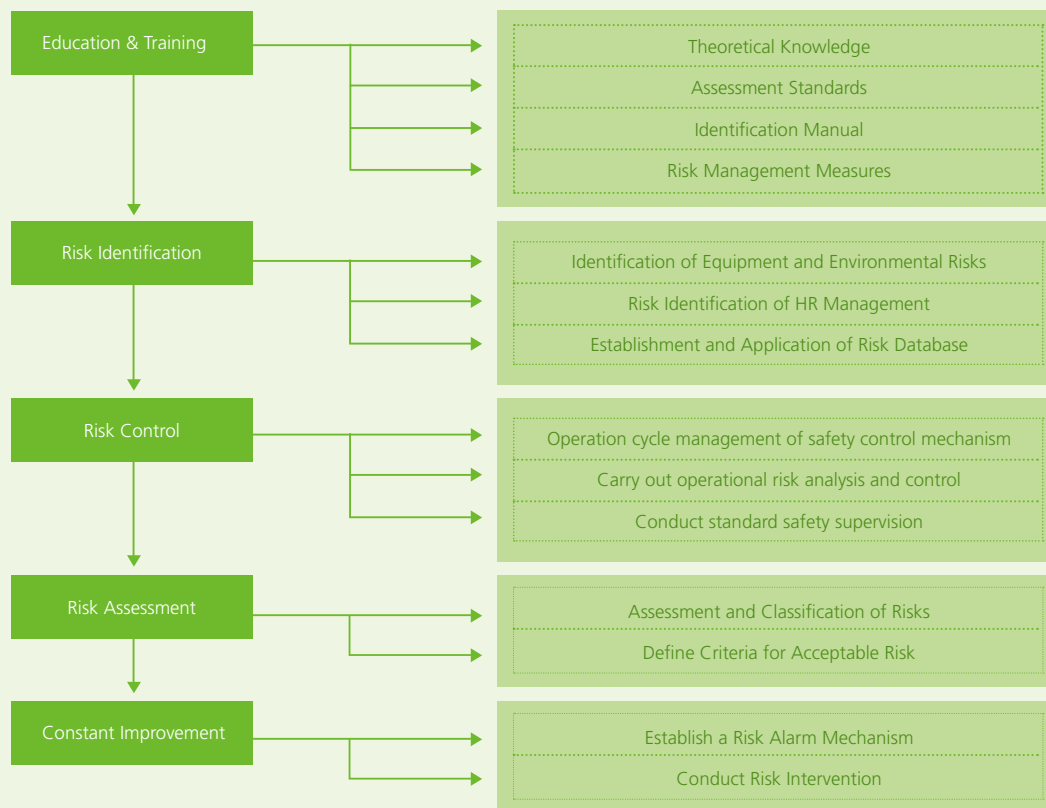 Education & Training
Theoretical Knowledge
Assessment Standards
Identification Manual
Risk Management Measures
Risk Identification
Identification of Equipment and Environmental Risks
Risk Identification of HR Management
Establishment and Application of Risk Database
Risk Control
Operation cycle management of safety control mechanism
Carry out operational risk analysis and control
Conduct standard safety supervision
Risk Assessment
Assessment and Classification of Risks
Define Criteria for Acceptable Risk
Constant Improvement
Establish a Risk Alarm Mechanism
Conduct Risk Intervention